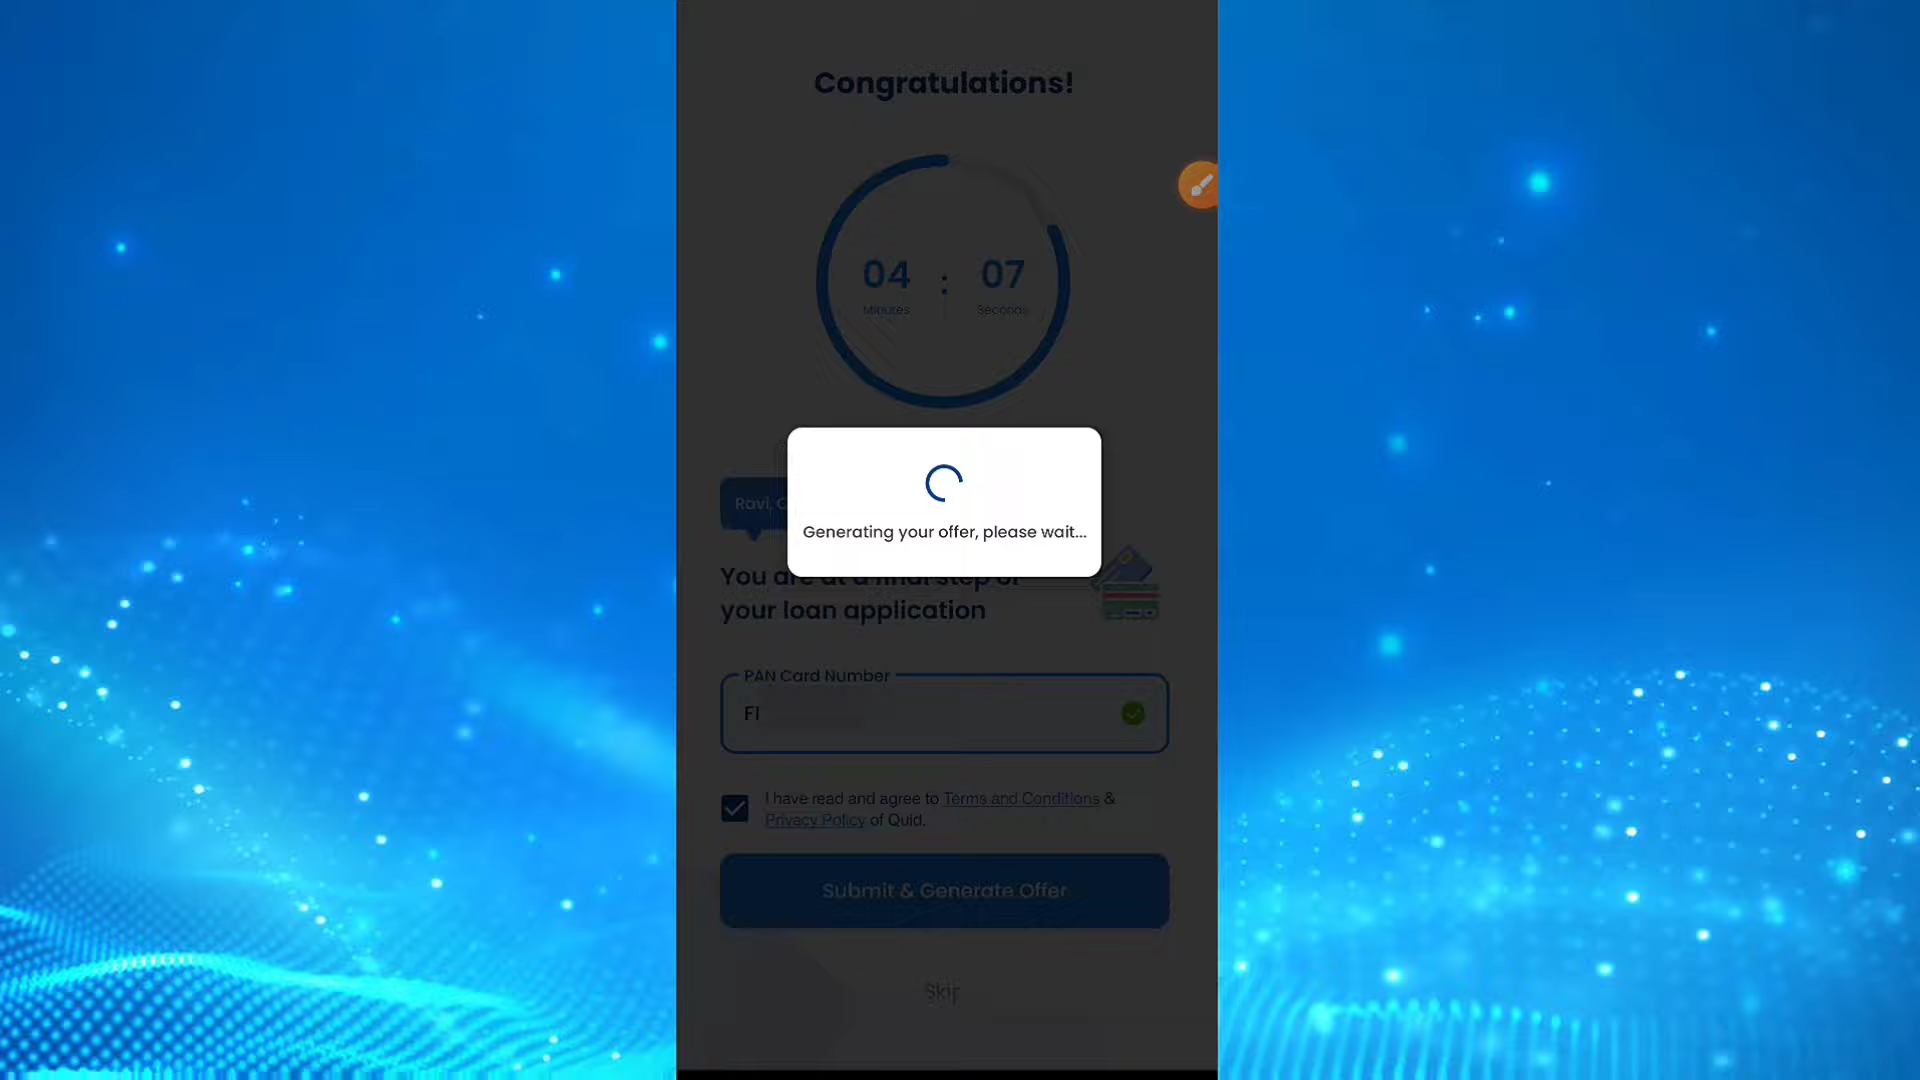 Congratulations!
04 : 07
Minutes Seconds
Ravi,
Generating your offer, please wait...
You are at a final step of
your loan application
PAN Card Number
FI
I have read and agree to Terms and Conditions &
Privacy Policy of Quid.
Submit & Generate Offer
Skip